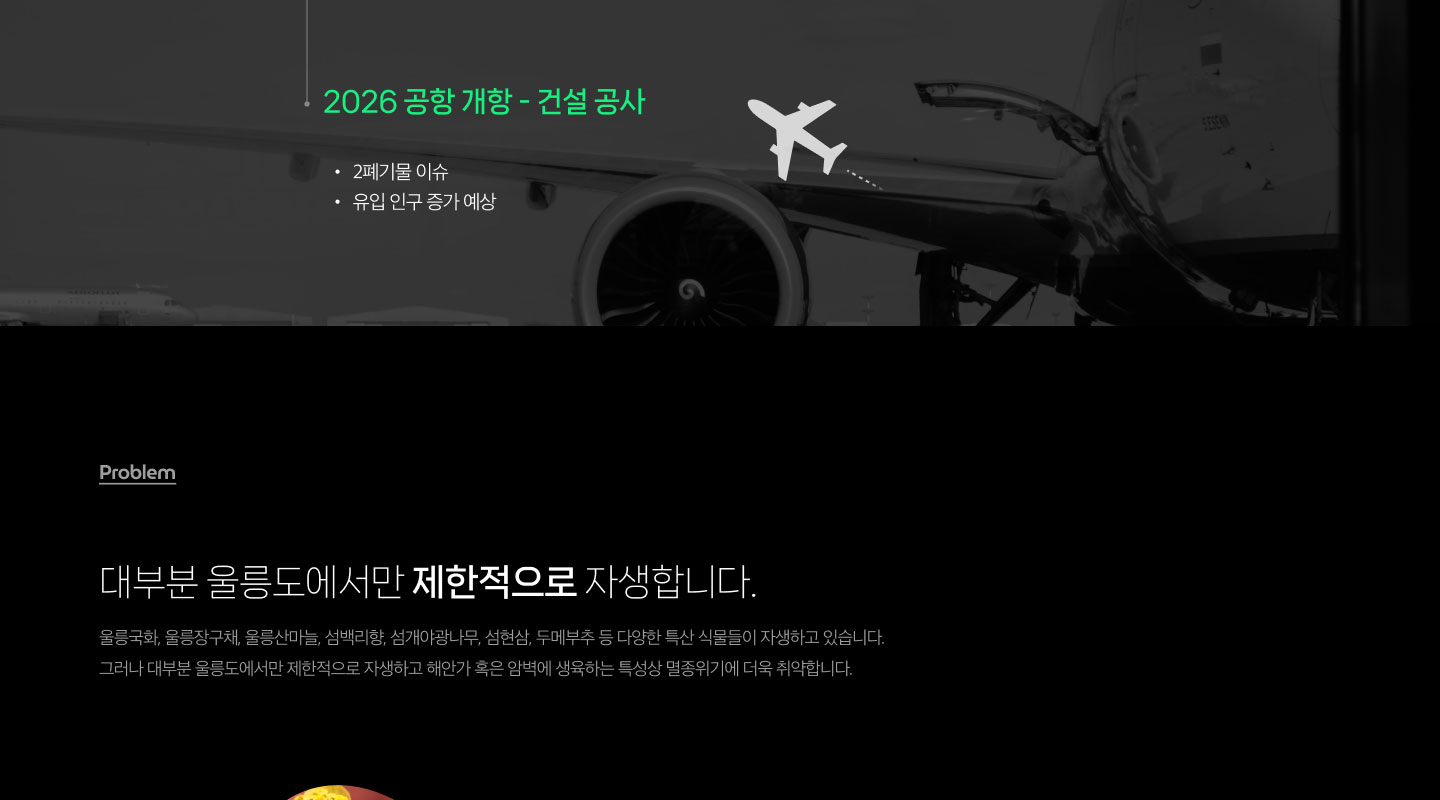 2026 공항 개항 - 건설 공사
• 2폐기물 이슈
• 유입 인구 증가 예상
Problem
대부분 울릉도에서만 제한적으로 자생합니다.
울릉국화, 울릉장구채, 울릉산마늘, 섬백리향, 섬개야광나무, 섬현삼, 두메부추 등 다양한 특산 식물들이 자생하고 있습니다.
그러나 대부분 울릉도에서만 제한적으로 자생하고 해안가 혹은 암벽에 생육하는 특성상 멸종위기에 더욱 취약합니다.